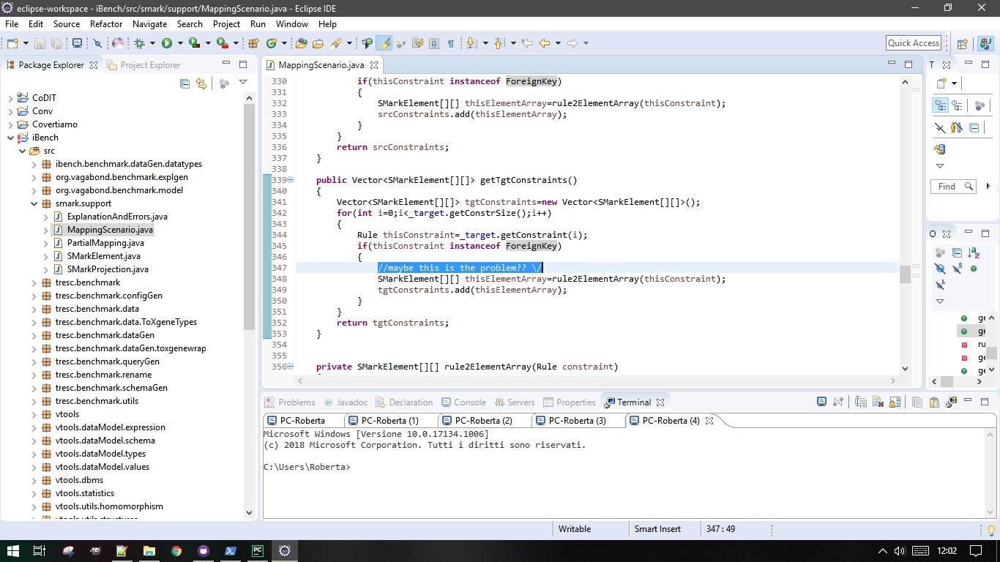 eclipse-workspace - iBench/src/smark/support/MappingScenario.java - Eclipse IDE
File Edit Source Refactor Navigate Search Project Run Window Help
Quick Access
Package Explorer
Project Explorer
CoDIT
Conv
Covertiamo
iBench
src
ibench.benchmark.dataGen.datatypes
org.vagabond.benchmark.explgen
org.vagabond.benchmark.model
smark.support
ExplanationAndErrors.java
MappingScenario.java
PartialMapping.java
SMarkElement.java
SMarkProjection.java
tresc.benchmark
tresc.benchmark.configGen
tresc.benchmark.data
tresc.benchmark.data.ToXgeneTypes
tresc.benchmark.dataGen
tresc.benchmark.dataGen.toxgenewrap
tresc.benchmark.queryGen
tresc.benchmark.rename
tresc.benchmark.schemaGen
tresc.benchmark.utils
vtools
vtools.dataModel.expression
vtools.dataModel.schema
vtools.dataModel.types
vtools.dataModel.values
vtools.dbms
vtools.statistics
vtools.utils.homomorphism
MappingScenario.java
330 if(thisConstraint instanceof ForeignKey)
331 {
332 SMarkElement[][] thisElementArray=rule2ElementArray(thisConstraint);
333 srcConstraints.add(thisElementArray);
334 }
335 }
336 return srcConstraints;
337 }
338
339 public Vector<SMarkElement[][]> getTgtConstraints()
340 {
341 Vector<SMarkElement[][]> tgtConstraints=new Vector<SMarkElement[][]>();
342 for(int i=0;i<_target.getConstrSize();i++)
343 {
344 Rule thisConstraint=_target.getConstraint(i);
345 if(thisConstraint instanceof ForeignKey)
346 {
347 //maybe this is the problem?? \/
348 SMarkElement[][] thisElementArray=rule2ElementArray(thisConstraint);
349 tgtConstraints.add(thisElementArray);
350 }
351 }
352 return tgtConstraints;
353 }
354
355
356 private SMarkElement[][] rule2ElementArray(Rule constraint)
T
Find
O
ge
ge
ru
ge
ge
Problems @ Javadoc Declaration Console Servers Properties Terminal
PC-Roberta PC-Roberta (1) PC-Roberta (2) PC-Roberta (3) PC-Roberta (4)
Microsoft Windows [Versione 10.0.17134.1006]
(c) 2018 Microsoft Corporation. Tutti i diritti sono riservati.
C:\Users\Roberta>
Writable Smart Insert 347 : 49
12:02